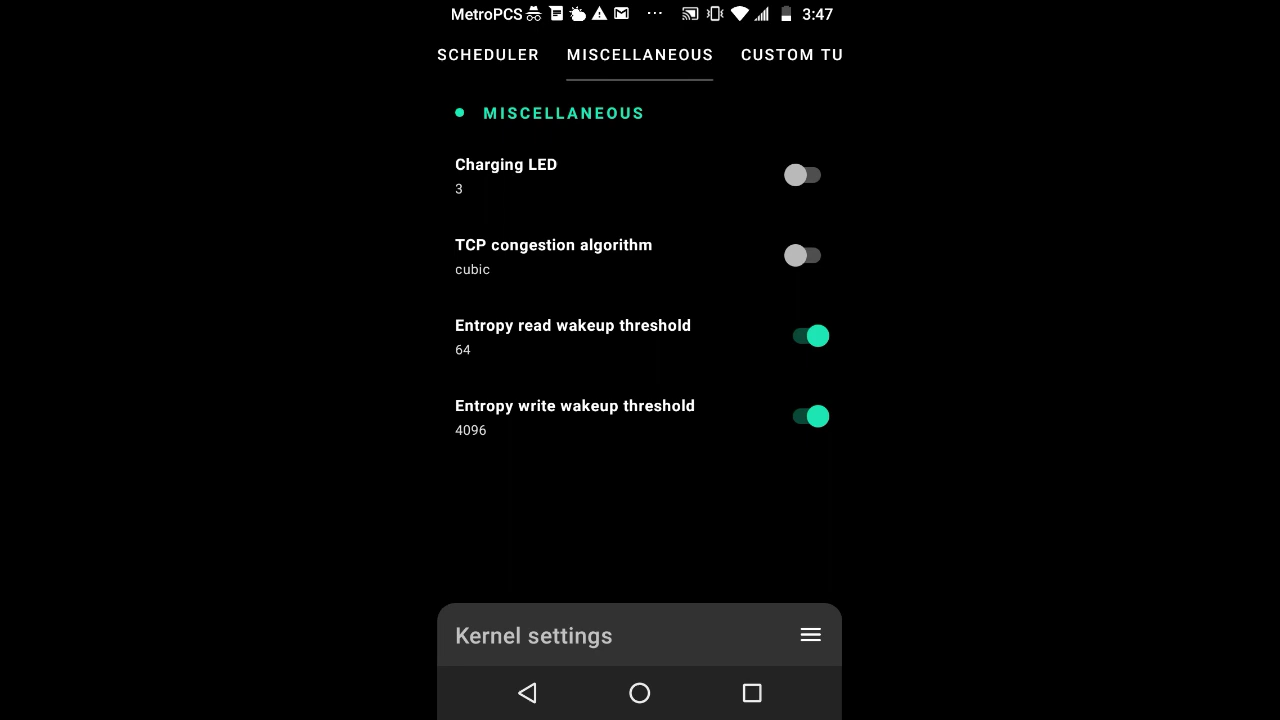 MetroPCS 3:47
SCHEDULER MISCELLANEOUS CUSTOM TU
MISCELLANEOUS
Charging LED
3
TCP congestion algorithm
cubic
Entropy read wakeup threshold
64
Entropy write wakeup threshold
4096
Kernel settings